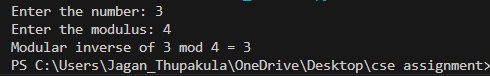 Enter the number: 3
Enter the modulus: 4
Modular inverse of 3 mod 4 = 3
PS C:\Users\Jagan_Thupakula\OneDrive\Desktop\cse assignment>